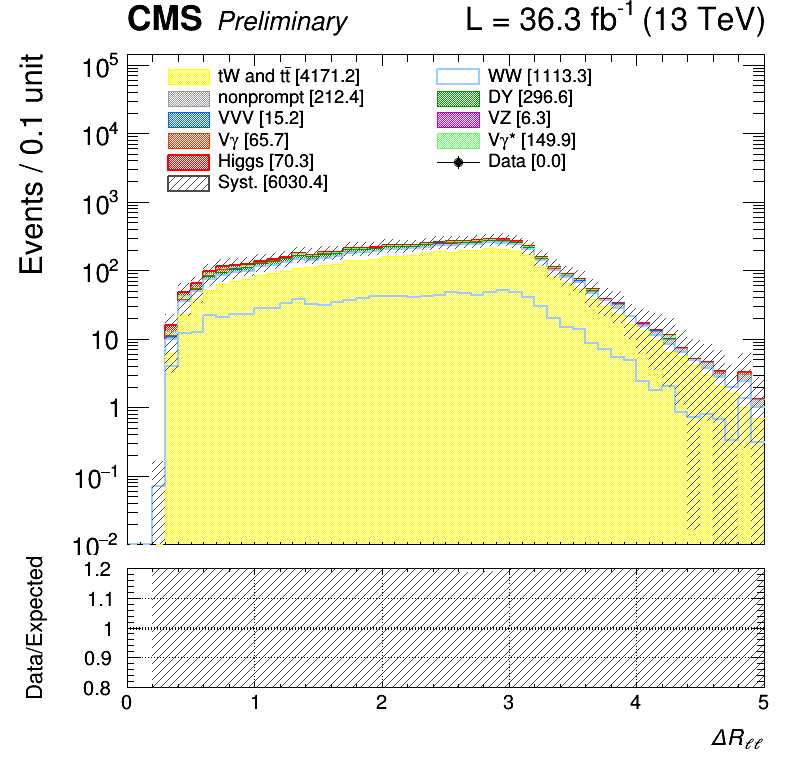 CMS Preliminary L = 36.3 fb⁻¹ (13 TeV)
Events / 0.1 unit
10⁵
10⁴
10³
10²
10
1
10⁻¹
10⁻²
tW and tt̄ [4171.2]
nonprompt [212.4]
VVV [15.2]
Vγ [65.7]
Higgs [70.3]
Syst. [6030.4]
WW [1113.3]
DY [296.6]
VZ [6.3]
Vγ* [149.9]
Data [0.0]
Data/Expected
1.2
1.1
1
0.9
0.8
0 1 2 3 4 5
ΔRℓℓ